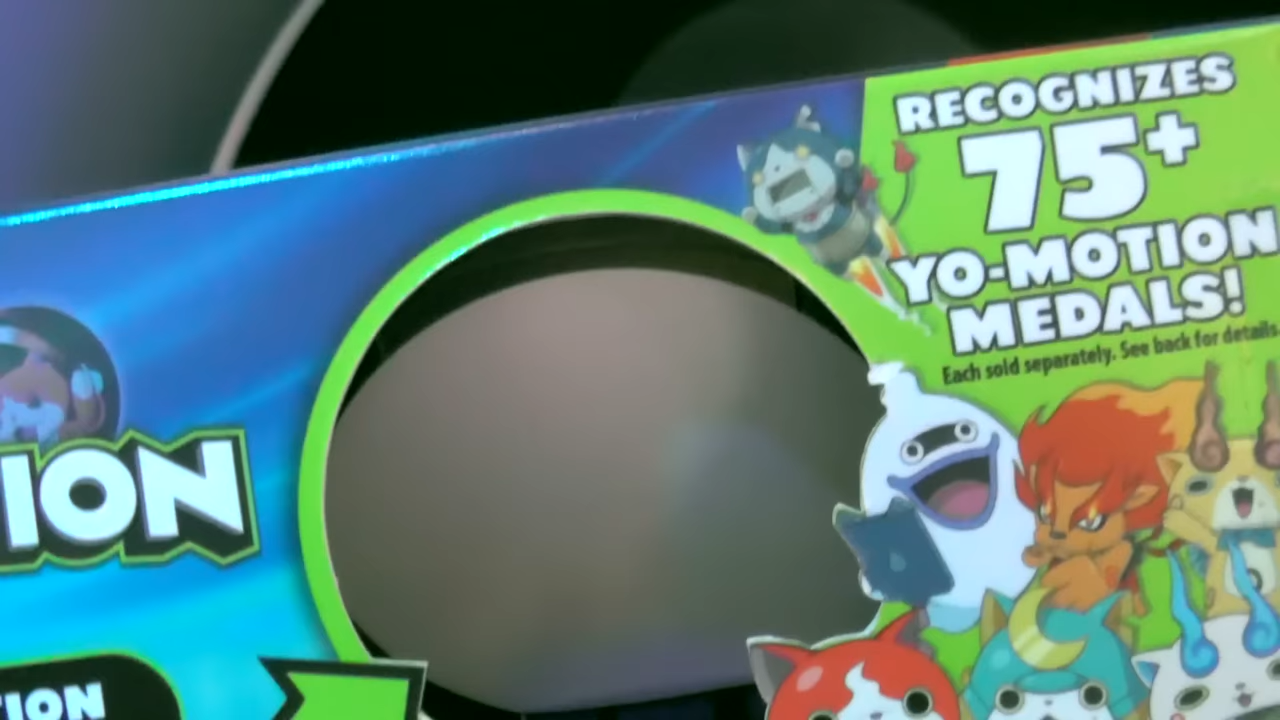 RECOGNIZES
75+
YO-MOTION
MEDALS!
Each sold separately. See back for details.
ION
TION